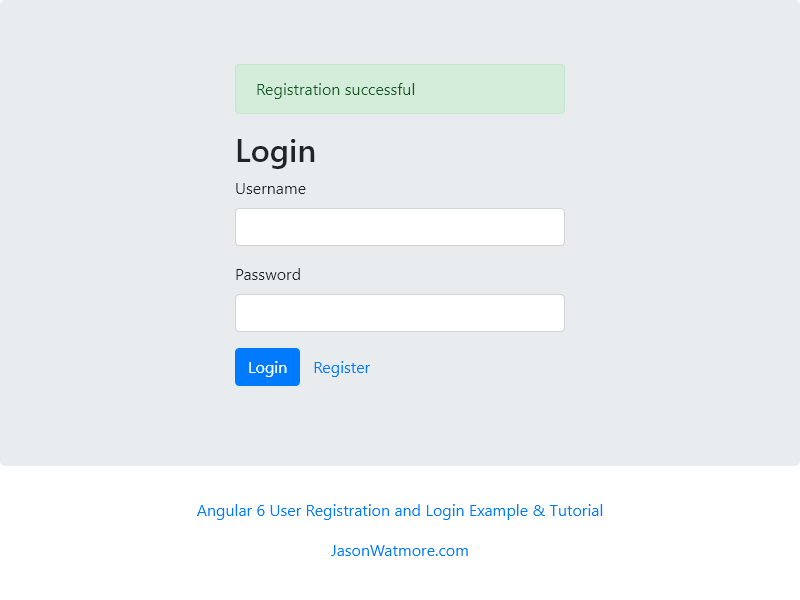 Registration successful
Login
Username
Password
Login Register
Angular 6 User Registration and Login Example & Tutorial
JasonWatmore.com